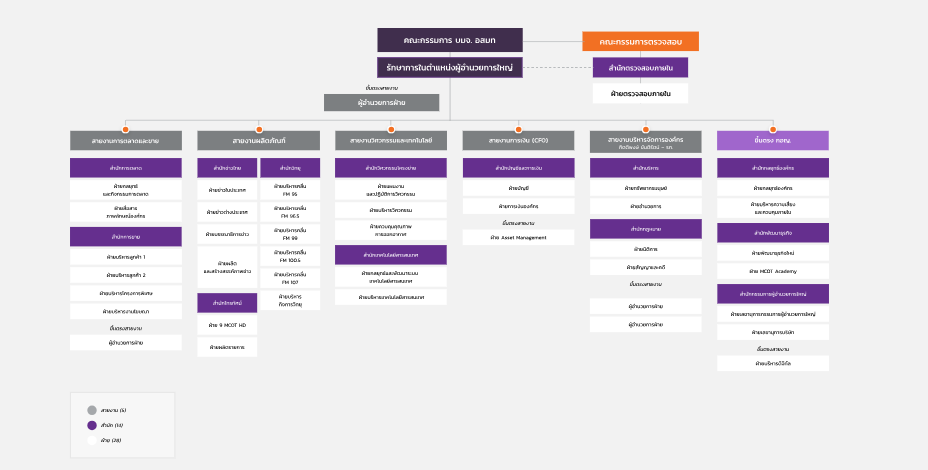 คณะกรรมการ บมจ. อสมท
คณะกรรมการตรวจสอบ
รักษาการในตำแหน่งผู้อำนวยการใหญ่
สำนักตรวจสอบภายใน
ฝ่ายตรวจสอบภายใน
ขึ้นตรงสายงาน
ผู้อำนวยการฝ่าย
สายงานการตลาดและขาย
สำนักการตลาด
ฝ่ายกลยุทธ์
และกิจกรรมการตลาด
ฝ่ายสื่อสาร
ภาพลักษณ์องค์กร
สำนักการขาย
ฝ่ายบริหารลูกค้า 1
ฝ่ายบริหารลูกค้า 2
ฝ่ายบริหารโครงการพิเศษ
ฝ่ายบริหารงานโฆษณา
ขึ้นตรงสายงาน
ผู้อำนวยการฝ่าย
สายงานผลิตภัณฑ์
สำนักข่าวไทย
ฝ่ายข่าวในประเทศ
ฝ่ายข่าวต่างประเทศ
ฝ่ายบรรณาธิการข่าว
ฝ่ายผลิต
และสร้างสรรค์ภาพข่าว
สำนักโทรทัศน์
ฝ่าย 9 MCOT HD
ฝ่ายผลิตรายการ
สำนักวิทยุ
ฝ่ายบริหารคลื่น
FM 95
ฝ่ายบริหารคลื่น
FM 96.5
ฝ่ายบริหารคลื่น
FM 99
ฝ่ายบริหารคลื่น
FM 100.5
ฝ่ายบริหารคลื่น
FM 107
ฝ่ายบริหาร
กิจการวิทยุ
สายงานวิศวกรรมและเทคโนโลยี
สำนักวิศวกรรมโครงข่าย
ฝ่ายแผนงาน
และปฏิบัติการวิศวกรรม
ฝ่ายบริหารวิศวกรรม
ฝ่ายควบคุมคุณภาพ
การออกอากาศ
สำนักเทคโนโลยีสารสนเทศ
ฝ่ายกลยุทธ์และพัฒนาระบบ
เทคโนโลยีสารสนเทศ
ฝ่ายบริหารเทคโนโลยีสารสนเทศ
สายงานการเงิน (CFO)
สำนักบัญชีและการเงิน
ฝ่ายบัญชี
ฝ่ายการเงินองค์กร
ขึ้นตรงสายงาน
ฝ่าย Asset Management
สายงานบริหารจัดการองค์กร
สำนักบริหาร
ฝ่ายทรัพยากรมนุษย์
ฝ่ายอำนวยการ
สำนักกฎหมาย
ฝ่ายนิติการ
ฝ่ายสัญญาและคดี
ขึ้นตรงสายงาน
ผู้อำนวยการฝ่าย
ผู้อำนวยการฝ่าย
ขึ้นตรง กอญ.
สำนักกลยุทธ์องค์กร
ฝ่ายกลยุทธ์องค์กร
ฝ่ายบริหารความเสี่ยง
และควบคุมภายใน
สำนักพัฒนาธุรกิจ
ฝ่ายพัฒนาธุรกิจใหม่
ฝ่าย MCOT Academy
สำนักกรรมการผู้อำนวยการใหญ่
ฝ่ายเลขานุการกรรมการผู้อำนวยการใหญ่
ฝ่ายเลขานุการบริษัท
ขึ้นตรงสายงาน
ฝ่ายบริหารดิจิทัล
สายงาน (5)
สำนัก (14)
ฝ่าย (38)